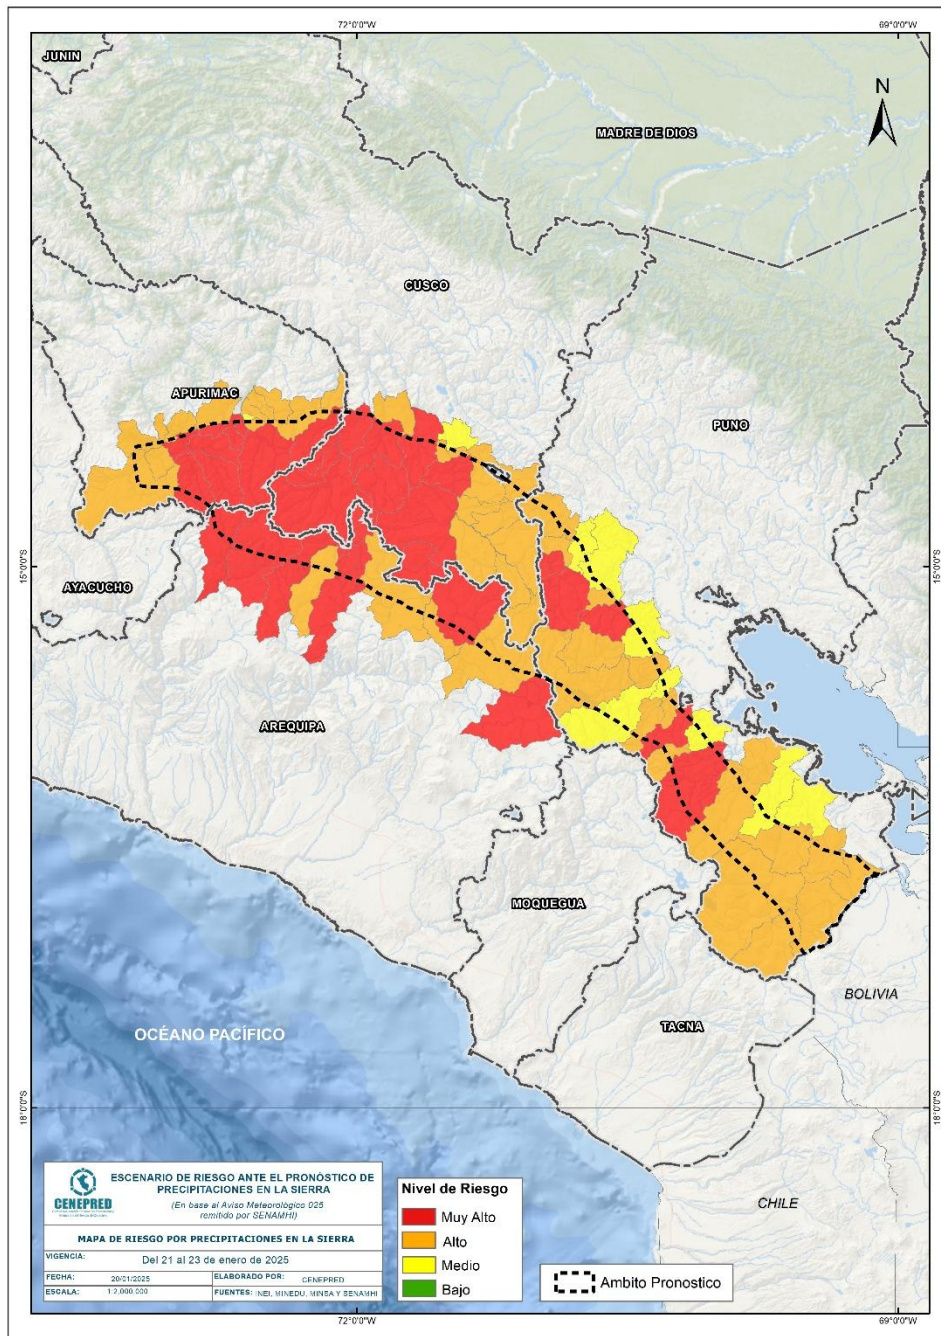 72°0'0"W
69°0'0"W
JUNIN
N
MADRE DE DIOS
CUSCO
APURIMAC
PUNO
15°0'0"S
15°0'0"S
AYACUCHO
AREQUIPA
MOQUEGUA
BOLIVIA
OCÉANO PACÍFICO
TACNA
18°0'0"S
18°0'0"S
CHILE
CENEPRED
ESCENARIO DE RIESGO ANTE EL PRONÓSTICO DE
PRECIPITACIONES EN LA SIERRA
(En base al Aviso Meteorológico 025
remitido por SENAMHI)
MAPA DE RIESGO POR PRECIPITACIONES EN LA SIERRA
VIGENCIA: Del 21 al 23 de enero de 2025
FECHA: 20/01/2025 ELABORADO POR: CENEPRED
ESCALA: 1:2,000,000 FUENTES: INEI, MINEDU, MINSA Y SENAMHI
Nivel de Riesgo
Muy Alto
Alto
Medio
Bajo
Ambito Pronostico
72°0'0"W
69°0'0"W